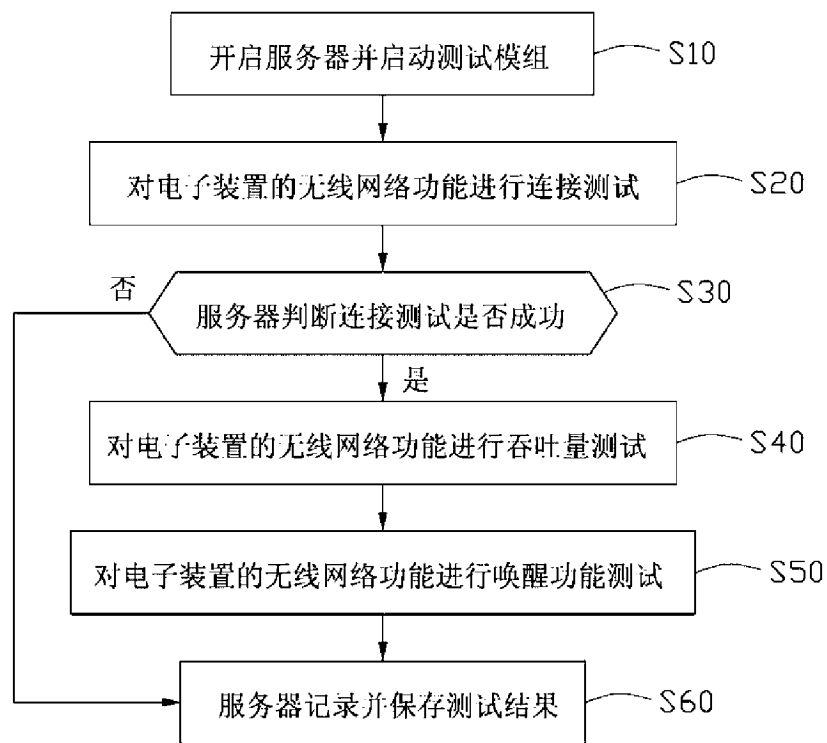 开启服务器并启动测试模组
S10
对电子装置的无线网络功能进行连接测试
S20
服务器判断连接测试是否成功
S30
否
是
对电子装置的无线网络功能进行吞吐量测试
S40
对电子装置的无线网络功能进行唤醒功能测试
S50
服务器记录并保存测试结果
S60